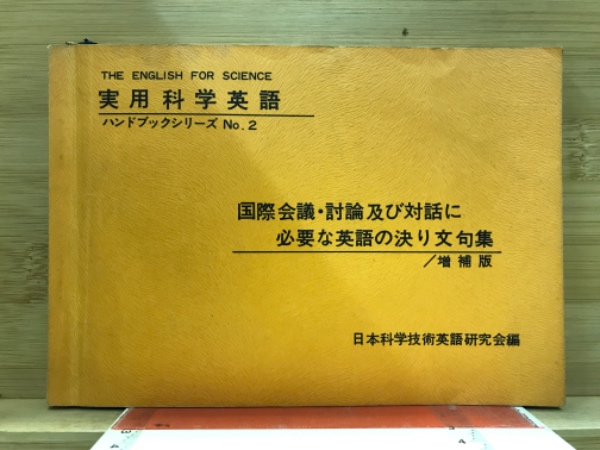 THE ENGLISH FOR SCIENCE
実用科学英語
ハンドブックシリーズ No.2
国際会議・討論及び対話に
必要な英語の決り文句集
/増補版
日本科学技術英語研究会編